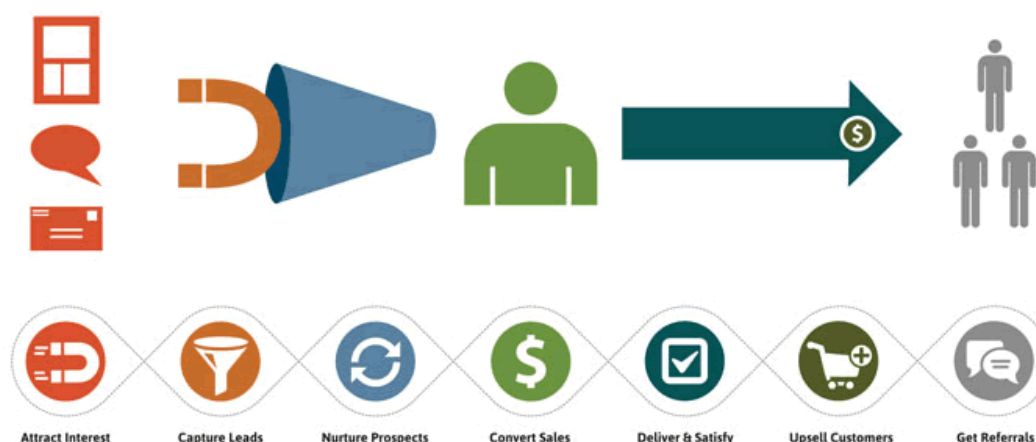 $
$
Attract Interest
Capture Leads
Nurture Prospects
Convert Sales
Deliver & Satisfy
Upsell Customers
Get Referrals